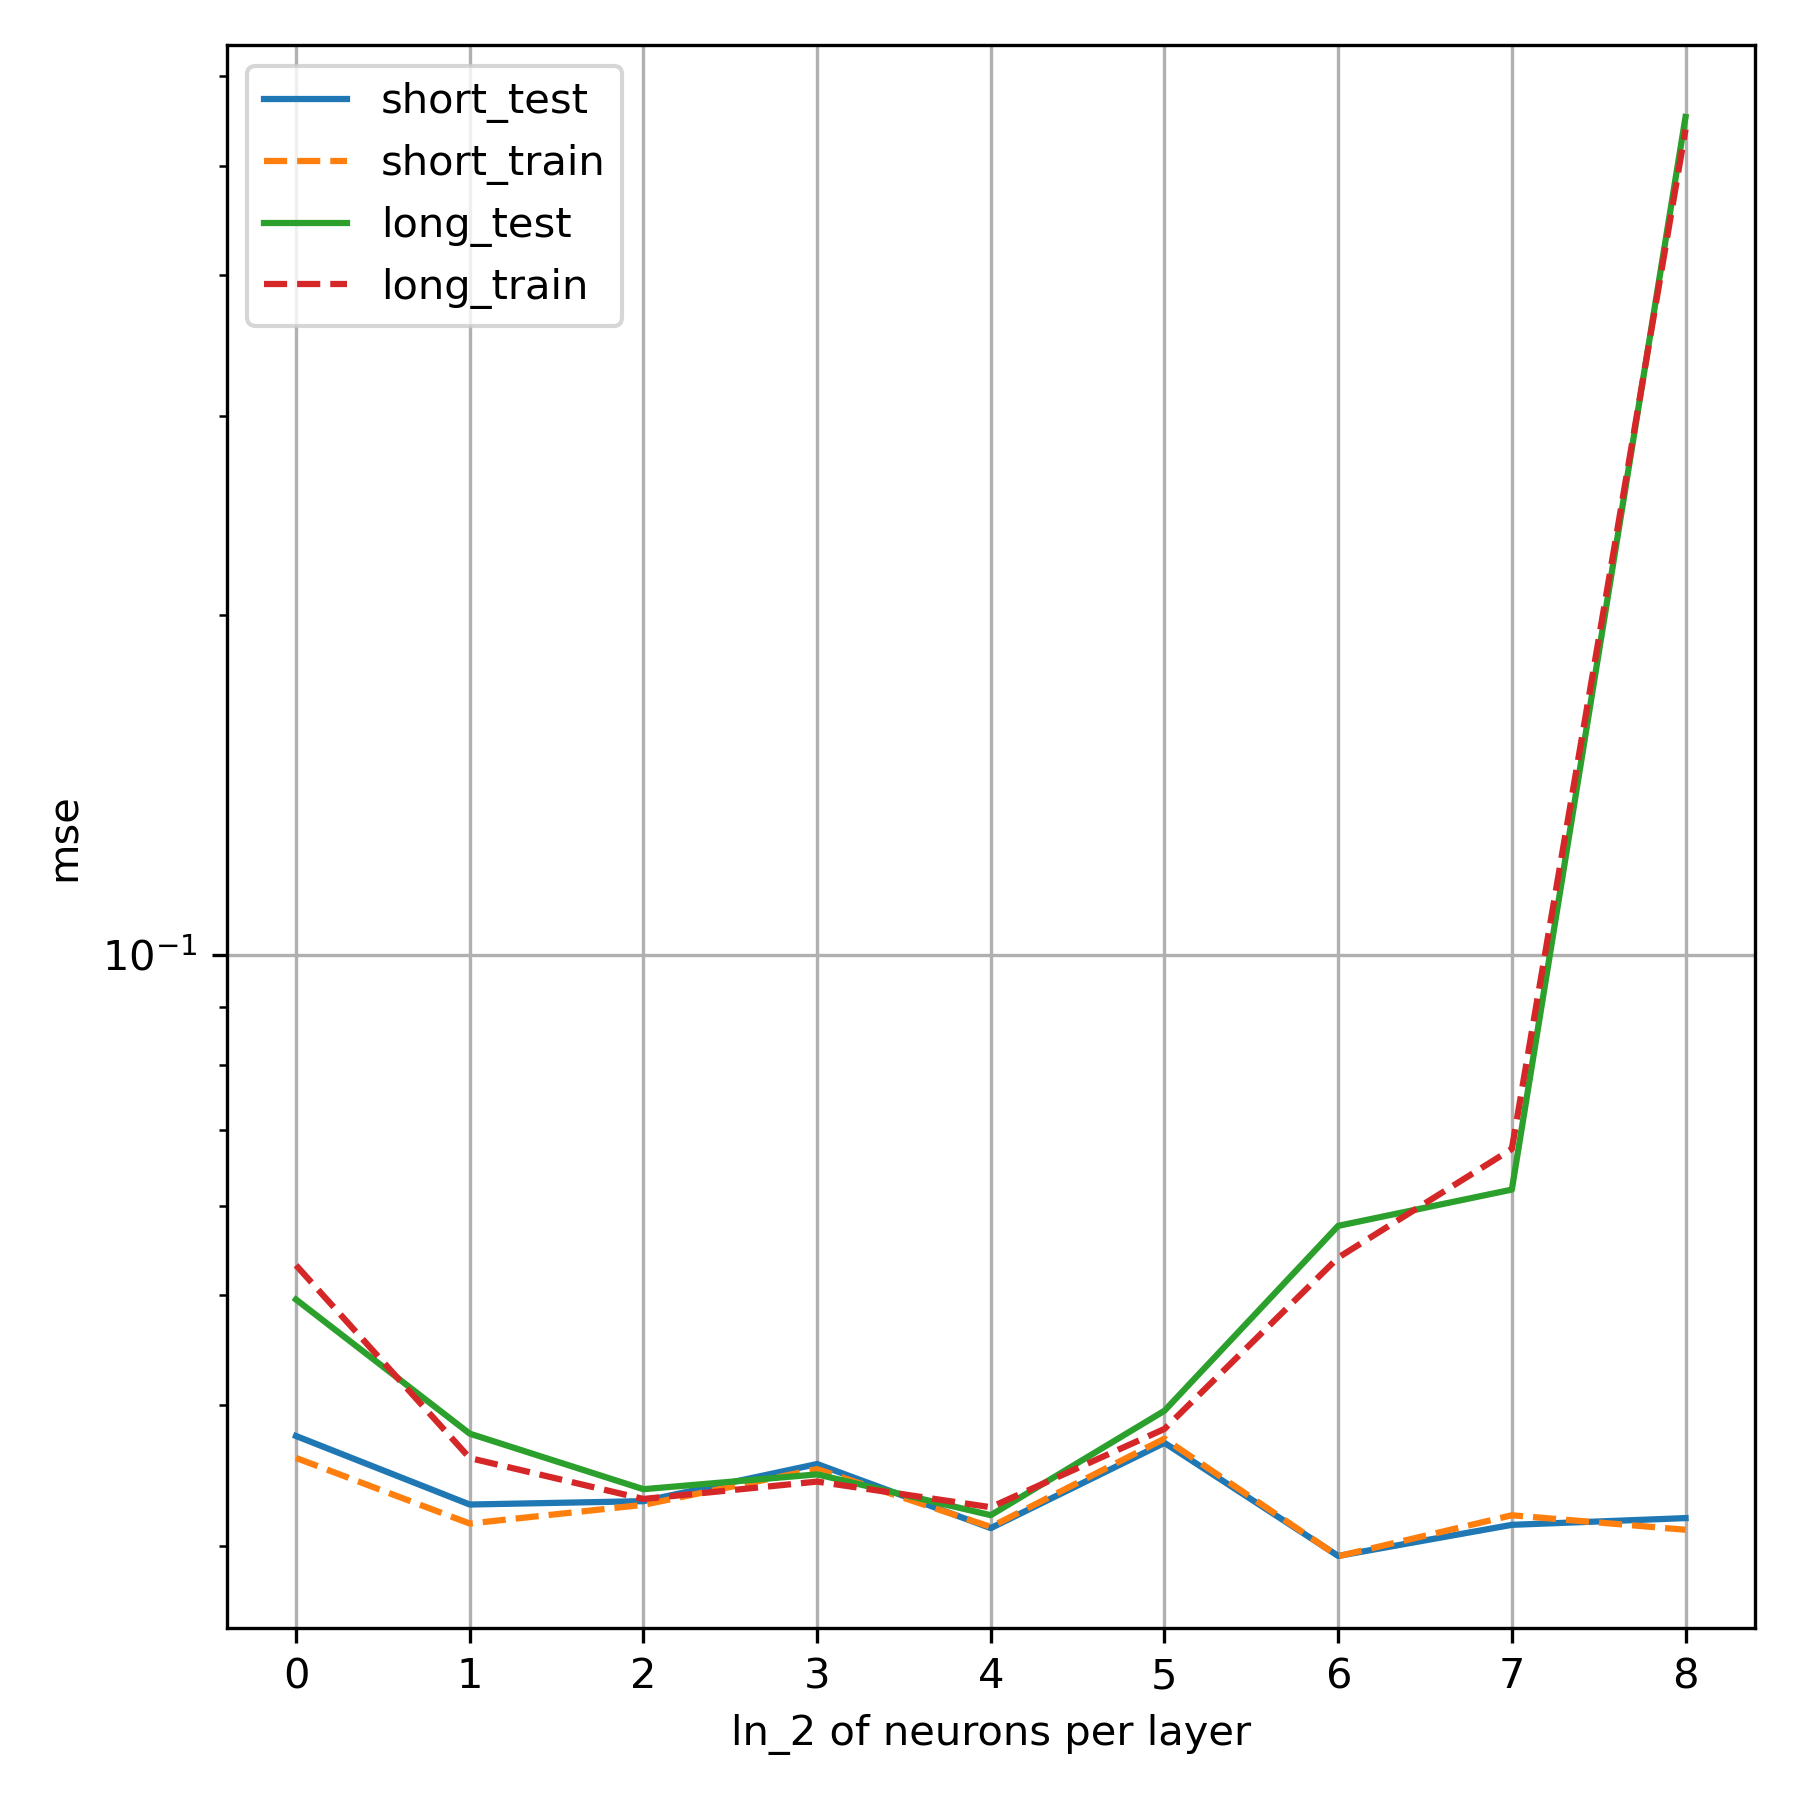 short_test
short_train
long_test
long_train
mse
10⁻¹
0 1 2 3 4 5 6 7 8
ln_2 of neurons per layer